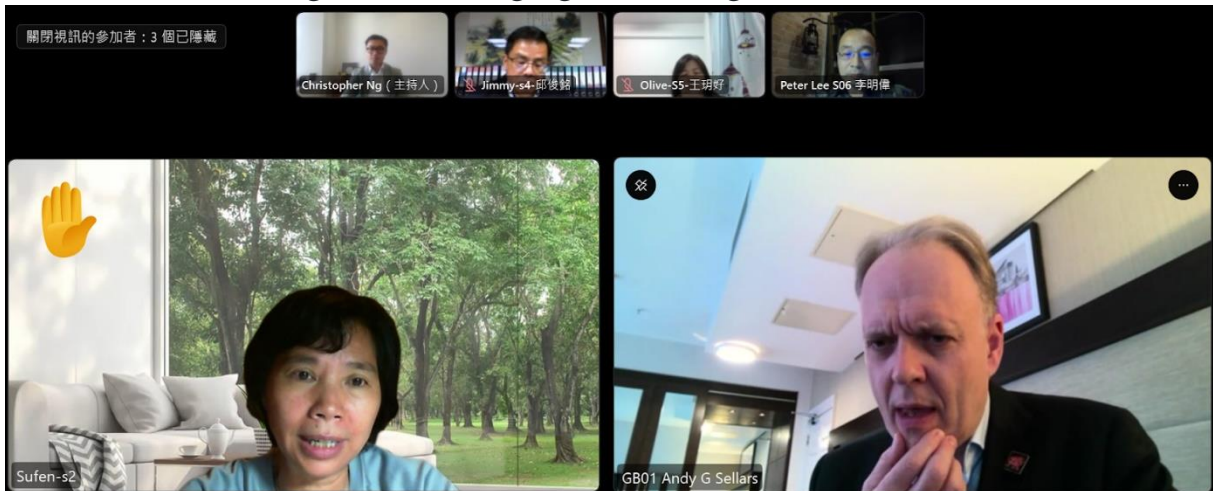 關閉視訊的參加者：3 個已隱藏
Christopher Ng（主持人）
Jimmy-s4-邱俊銘
Olive-S5-王玥好
Peter Lee S06 李明偉
Sufen-s2
GB01 Andy G Sellars